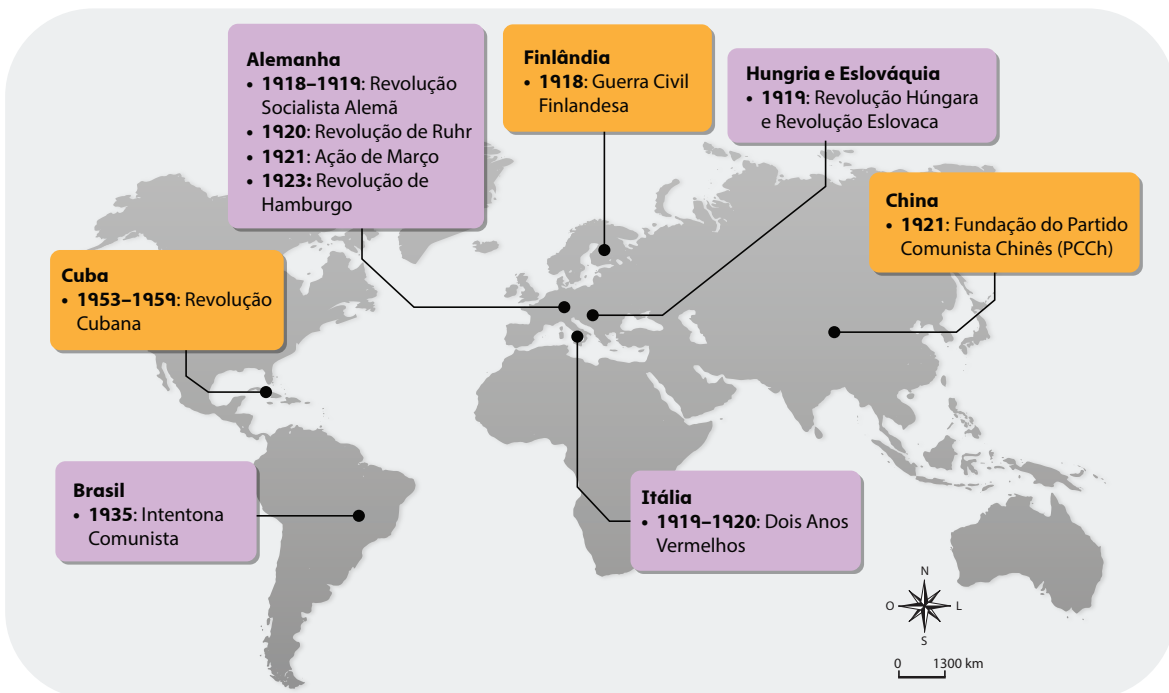 Alemanha
• 1918–1919: Revolução
Socialista Alemã
• 1920: Revolução de Ruhr
• 1921: Ação de Março
• 1923: Revolução de
Hamburgo
Finlândia
• 1918: Guerra Civil
Finlandesa
Hungria e Eslováquia
• 1919: Revolução Húngara
e Revolução Eslovaca
China
• 1921: Fundação do Partido
Comunista Chinês (PCCh)
Cuba
• 1953–1959: Revolução
Cubana
Brasil
• 1935: Intentona
Comunista
Itália
• 1919–1920: Dois Anos
Vermelhos
N
O L
S
0 1300 km